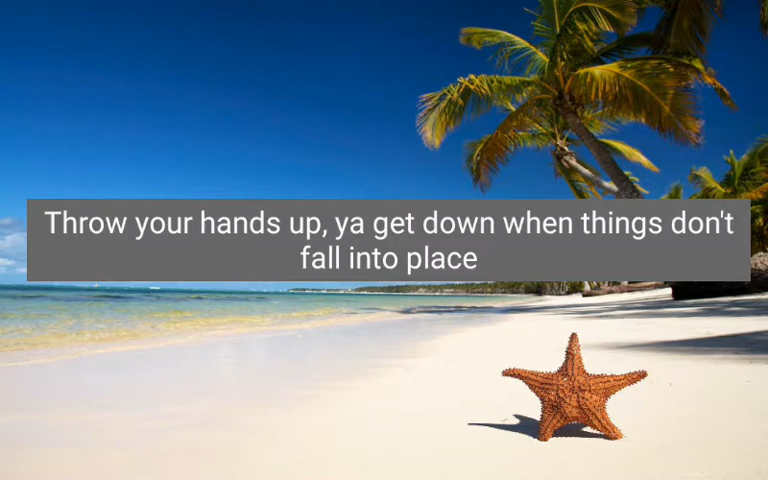 Throw your hands up, ya get down when things don't
fall into place